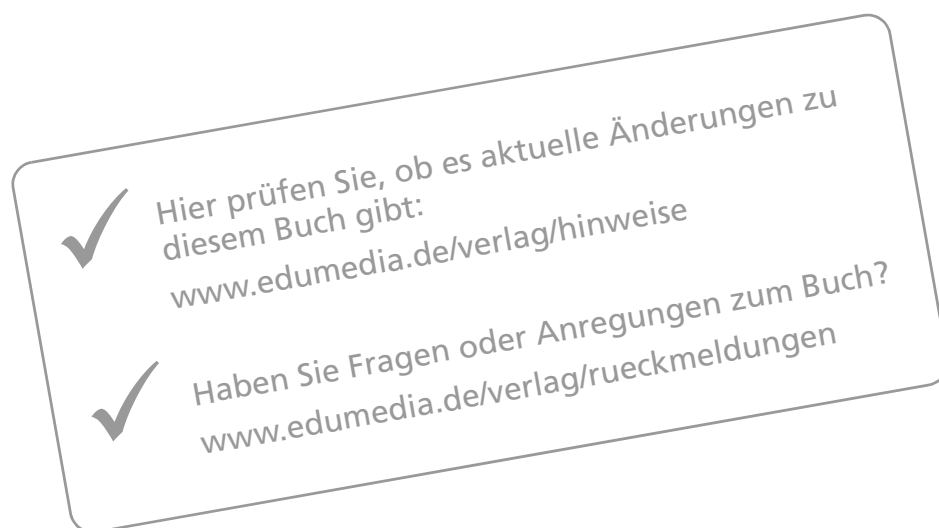 Hier prüfen Sie, ob es aktuelle Änderungen zu
diesem Buch gibt:
www.edumedia.de/verlag/hinweise
Haben Sie Fragen oder Anregungen zum Buch?
www.edumedia.de/verlag/rueckmeldungen